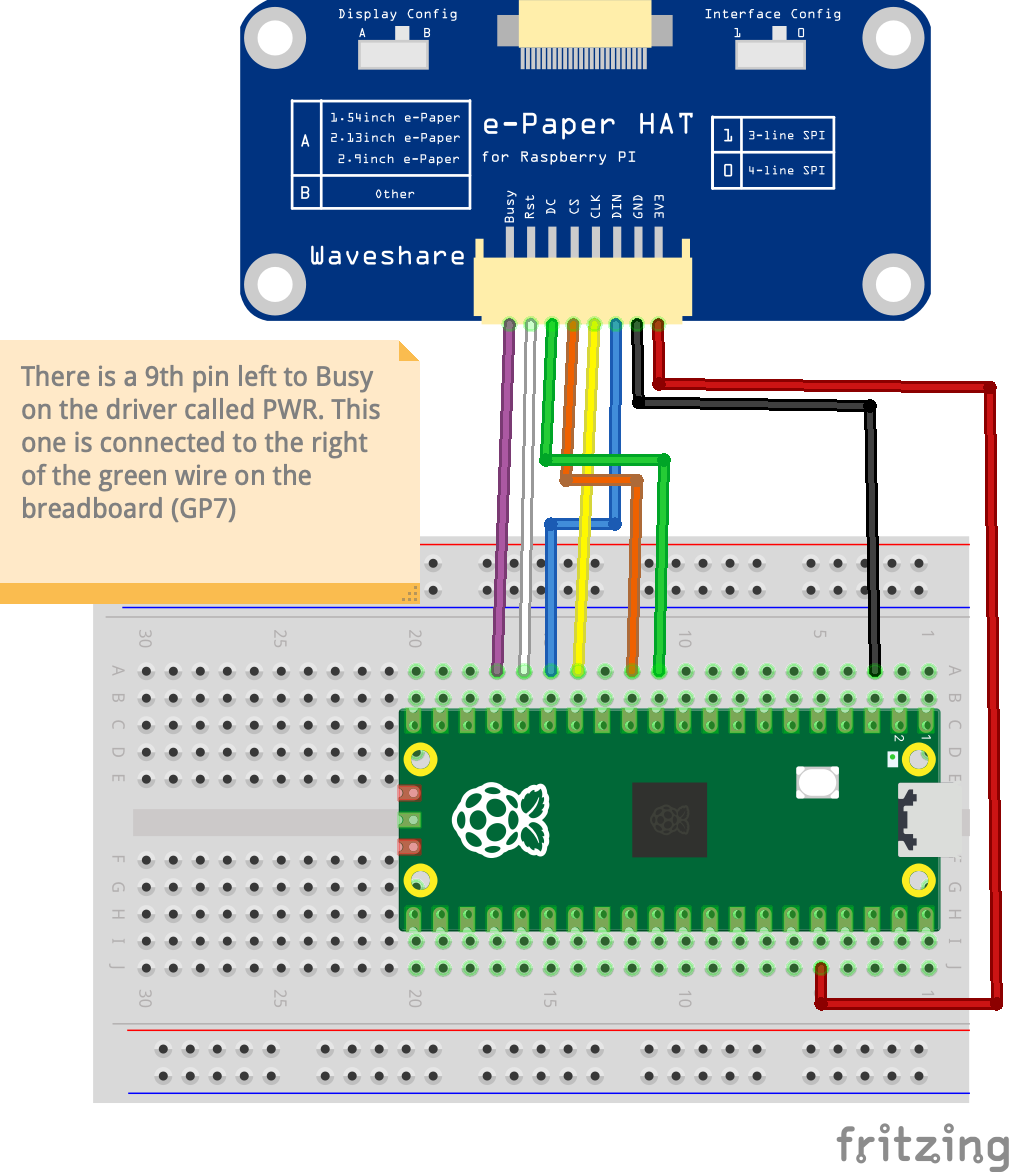 Display Config
Interface Config
A
B
1
0
A
1.54inch e-Paper
2.13inch e-Paper
2.9inch e-Paper
B
Other
e-Paper HAT
for Raspberry PI
1
3-line SPI
0
4-line SPI
Busy
Rst
DC
CS
CLK
DIN
GND
3V3
Waveshare
There is a 9th pin left to Busy
on the driver called PWR. This
one is connected to the right
of the green wire on the
breadboard (GP7)
30
25
20
10
5
1
A
A
B
B
C
C
D
D
E
E
2
1
F
G
G
H
H
I
I
J
J
30
25
20
15
10
1
fritzing